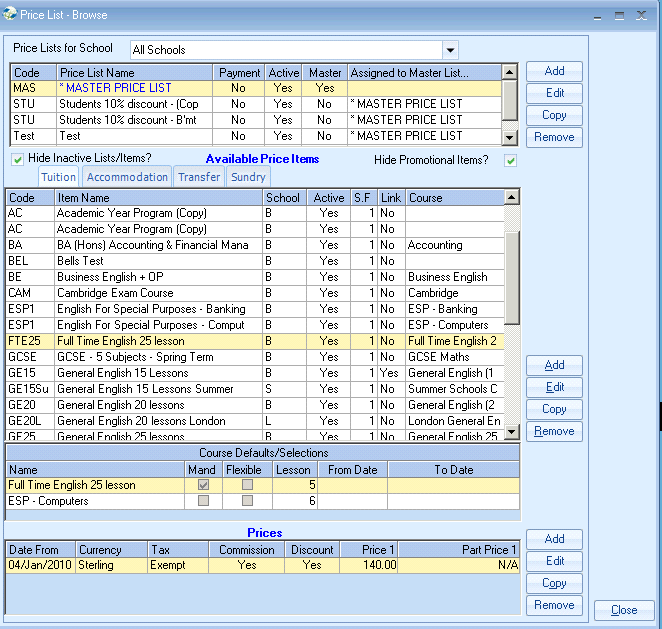 Price List - Browse
Price Lists for School All Schools
Code Price List Name Payment Active Master Assigned to Master List...
MAS * MASTER PRICE LIST No Yes Yes
STU Students 10% discount - (Cop No Yes No * MASTER PRICE LIST
STU Students 10% discount - B'mt No Yes No * MASTER PRICE LIST
Test Test No Yes No * MASTER PRICE LIST
Add
Edit
Copy
Remove
Hide Inactive Lists/Items? Available Price Items Hide Promotional Items?
Tuition Accommodation Transfer Sundry
Code Item Name School Active S.F Link Course
AC Academic Year Program (Copy) B Yes 1 No
AC Academic Year Program (Copy) B Yes 1 No
BA BA (Hons) Accounting & Financial Mana B Yes 1 No Accounting
BEL Bells Test B Yes 1 No
BE Business English + OP B Yes 1 No Business English
CAM Cambridge Exam Course B Yes 1 No Cambridge
ESP1 English For Special Purposes - Banking B Yes 1 No ESP - Banking
ESP1 English For Special Purposes - Comput B Yes 1 No ESP - Computers
FTE25 Full Time English 25 lesson B Yes 1 No Full Time English 2
GCSE GCSE - 5 Subjects - Spring Term B Yes 1 No GCSE Maths
GE15 General English 15 Lessons B Yes 1 Yes General English (1
GE15Su General English 15 Lessons Summer S Yes 1 No Summer Schools C
GE20 General English 20 lessons B Yes 1 No General English (2
GE20L General English 20 lessons London L Yes 1 No London General En
GE25 General English 25 lessons B Yes 1 No General English 25
Add
Edit
Copy
Remove
Course Defaults/Selections
Name Mand Flexible Lesson From Date To Date
Full Time English 25 lesson 5
ESP - Computers 6
Prices
Date From Currency Tax Commission Discount Price 1 Part Price 1
04/Jan/2010 Sterling Exempt Yes Yes 140.00 N/A
Add
Edit
Copy
Remove
Close